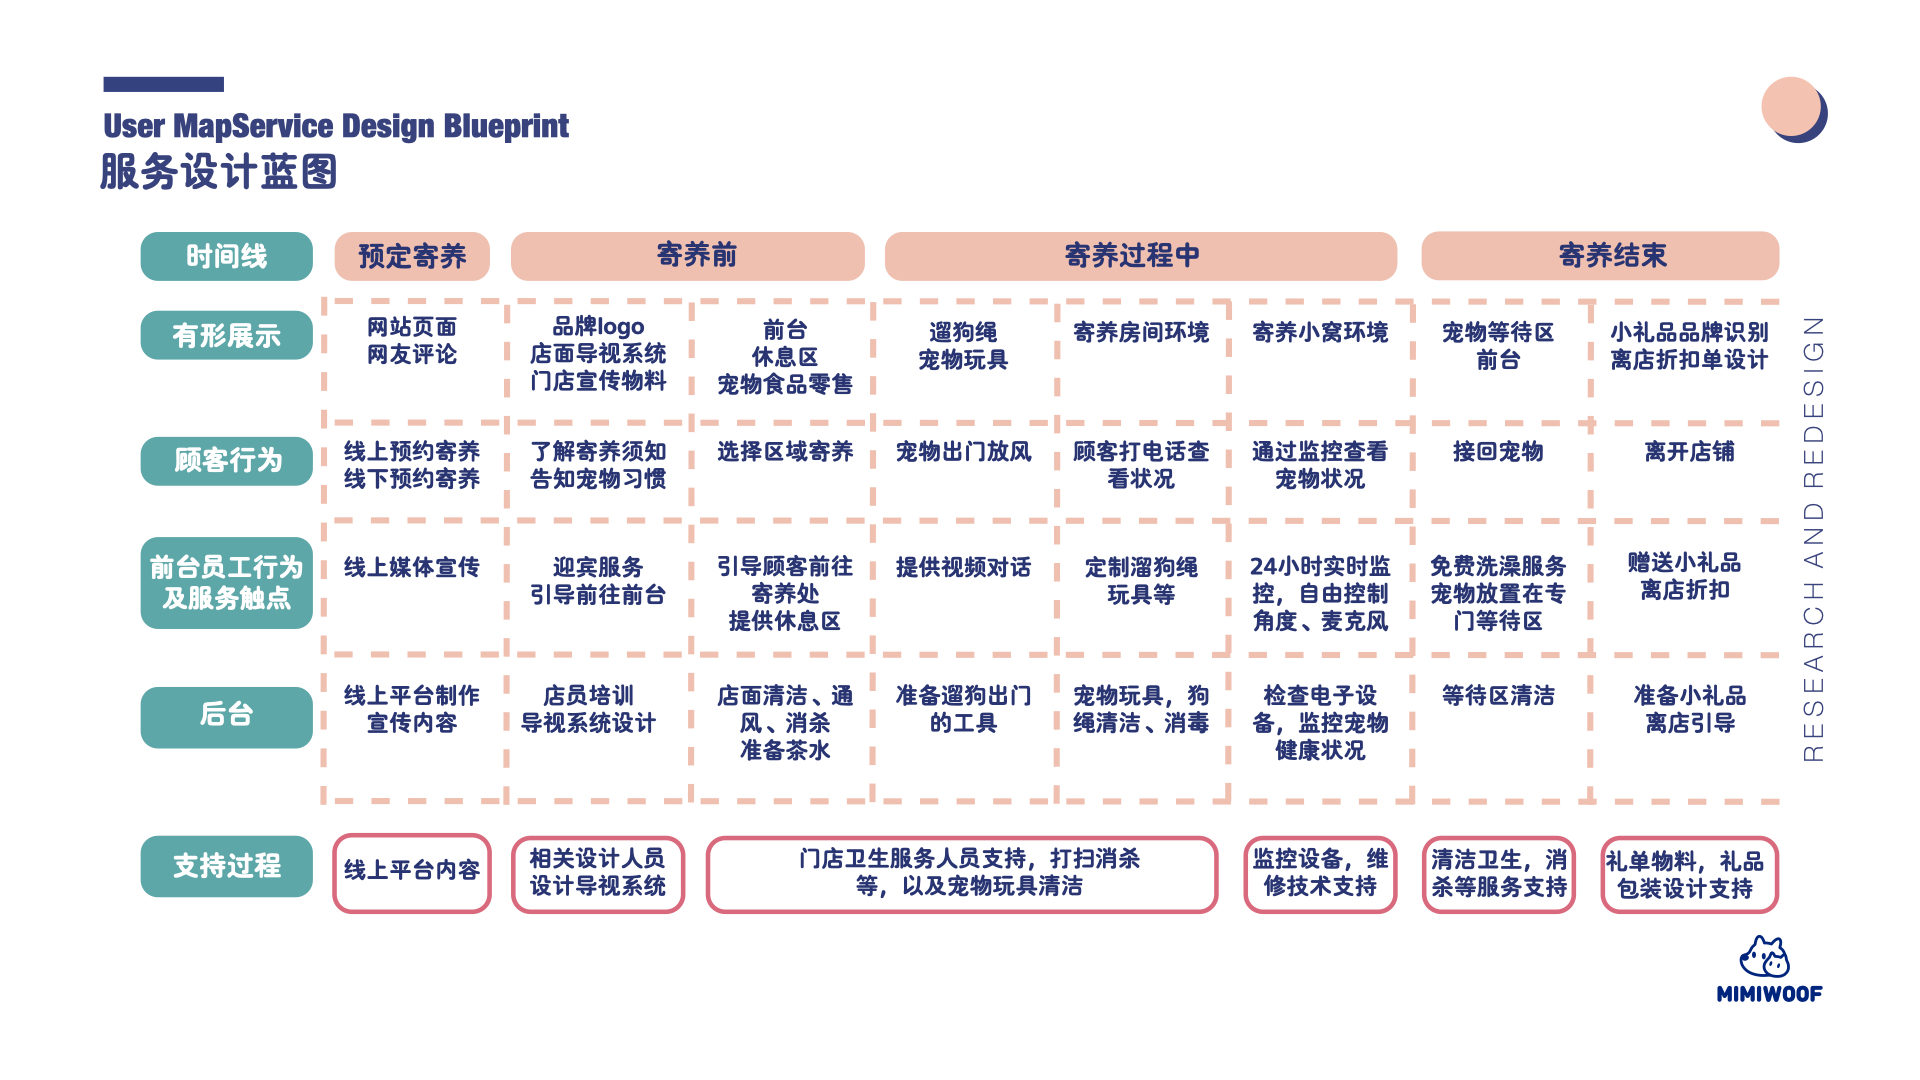 User MapService Design Blueprint
服务设计蓝图
时间线
预定寄养
寄养前
寄养过程中
寄养结束
有形展示
网站页面
网友评论
品牌logo
店面导视系统
门店宣传物料
前台
休息区
宠物食品零售
遛狗绳
宠物玩具
寄养房间环境
寄养小窝环境
宠物等待区
前台
小礼品品牌识别
离店折扣单设计
顾客行为
线上预约寄养
线下预约寄养
了解寄养须知
告知宠物习惯
选择区域寄养
宠物出门放风
顾客打电话查
看状况
通过监控查看
宠物状况
接回宠物
离开店铺
前台员工行为
及服务触点
线上媒体宣传
迎宾服务
引导前往前台
引导顾客前往
寄养处
提供休息区
提供视频对话
定制溜狗绳
玩具等
24小时实时监
控，自由控制
角度、麦克风
免费洗澡服务
宠物放置在专
门等待区
赠送小礼品
离店折扣
后台
线上平台制作
宣传内容
店员培训
导视系统设计
店面清洁、通
风、消杀
准备茶水
准备遛狗出门
的工具
宠物玩具，狗
绳清洁、消毒
检查电子设
备，监控宠物
健康状况
等待区清洁
准备小礼品
离店引导
支持过程
线上平台内容
相关设计人员
设计导视系统
门店卫生服务人员支持，打扫消杀
等，以及宠物玩具清洁
监控设备，维
修技术支持
清洁卫生，消
杀等服务支持
礼单物料，礼品
包装设计支持
RESEARCH AND REDESIGN
MIMIWOOF